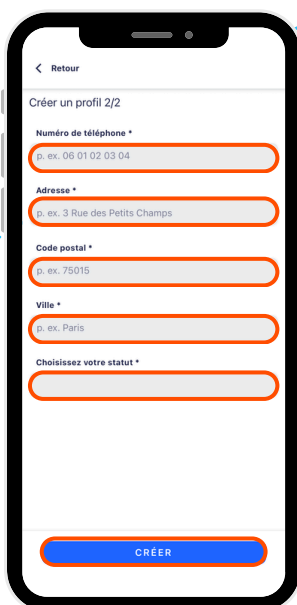 Retour
Créer un profil 2/2
Numéro de téléphone *
p. ex. 06 01 02 03 04
Adresse *
p. ex. 3 Rue des Petits Champs
Code postal *
p. ex. 75015
Ville *
p. ex. Paris
Choisissez votre statut *
CRÉER